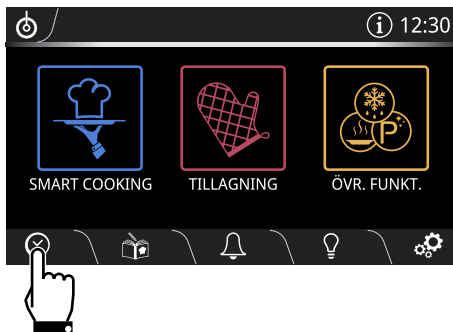 12:30
SMART COOKING
TILLAGNING
ÖVR. FUNKT.
P